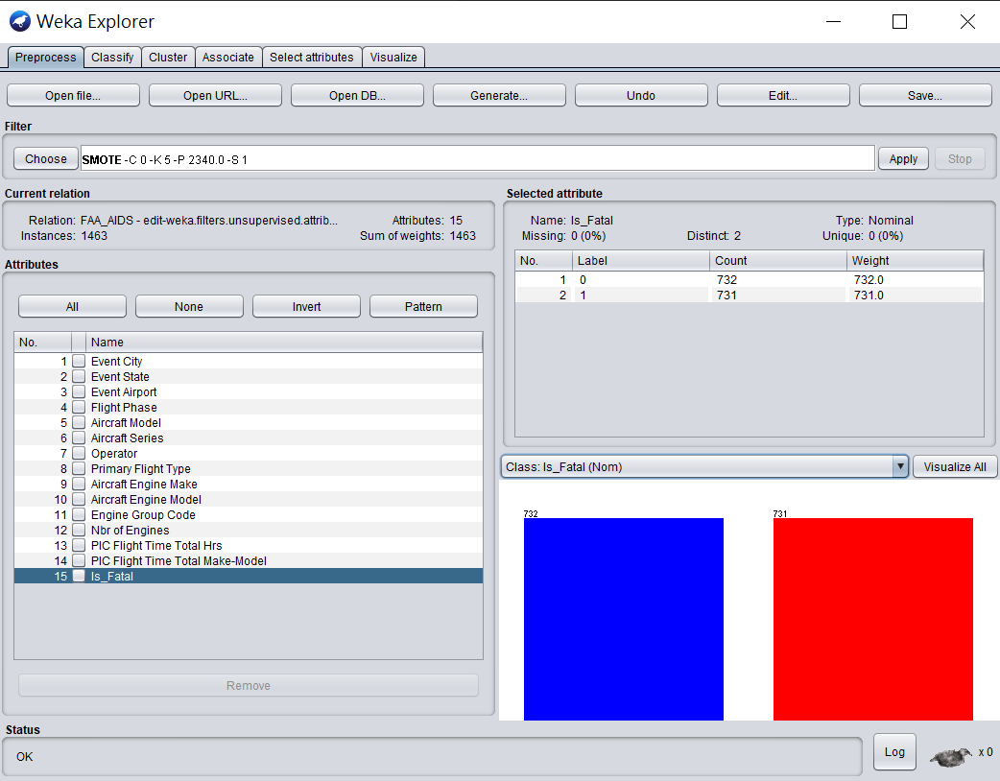 Weka Explorer
Preprocess Classify Cluster Associate Select attributes Visualize
Open file... Open URL... Open DB... Generate... Undo Edit... Save...
Filter
Choose SMOTE -C 0 -K 5 -P 2340.0 -S 1 Apply Stop
Current relation
Relation: FAA_AIDS - edit-weka.filters.unsupervised.attrib... Attributes: 15
Instances: 1463 Sum of weights: 1463
Attributes
All None Invert Pattern
No. Name
1 Event City
2 Event State
3 Event Airport
4 Flight Phase
5 Aircraft Model
6 Aircraft Series
7 Operator
8 Primary Flight Type
9 Aircraft Engine Make
10 Aircraft Engine Model
11 Engine Group Code
12 Nbr of Engines
13 PIC Flight Time Total Hrs
14 PIC Flight Time Total Make-Model
15 Is_Fatal
Remove
Selected attribute
Name: Is_Fatal Type: Nominal
Missing: 0 (0%) Distinct: 2 Unique: 0 (0%)
No. Label Count Weight
1 0 732 732.0
2 1 731 731.0
Class: Is_Fatal (Nom) Visualize All
732 731
Status
OK Log x 0